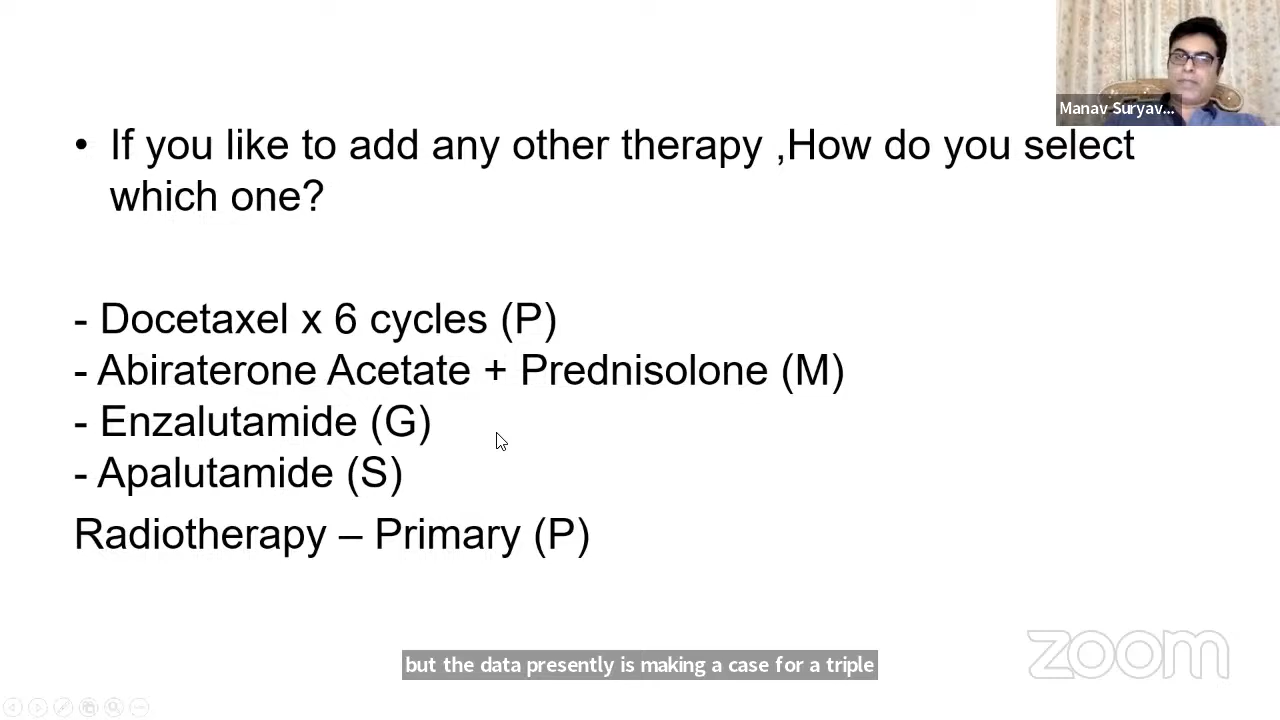 Manav Suryav...
• If you like to add any other therapy ,How do you select
which one?
- Docetaxel x 6 cycles (P)
- Abiraterone Acetate + Prednisolone (M)
- Enzalutamide (G)
- Apalutamide (S)
Radiotherapy – Primary (P)
zoom
but the data presently is making a case for a triple